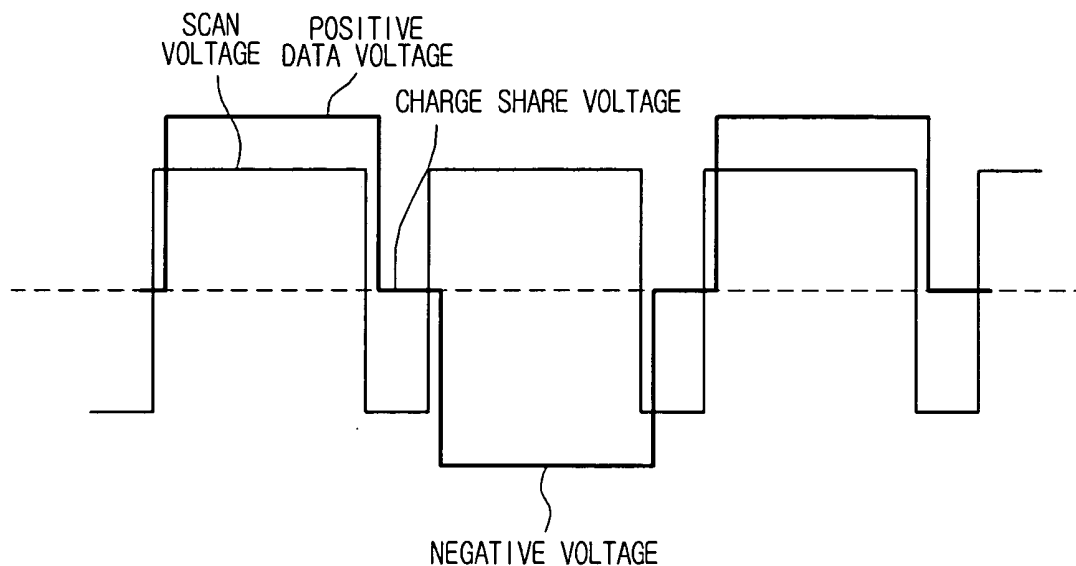 SCAN
VOLTAGE
POSITIVE
DATA VOLTAGE
CHARGE SHARE VOLTAGE
NEGATIVE VOLTAGE